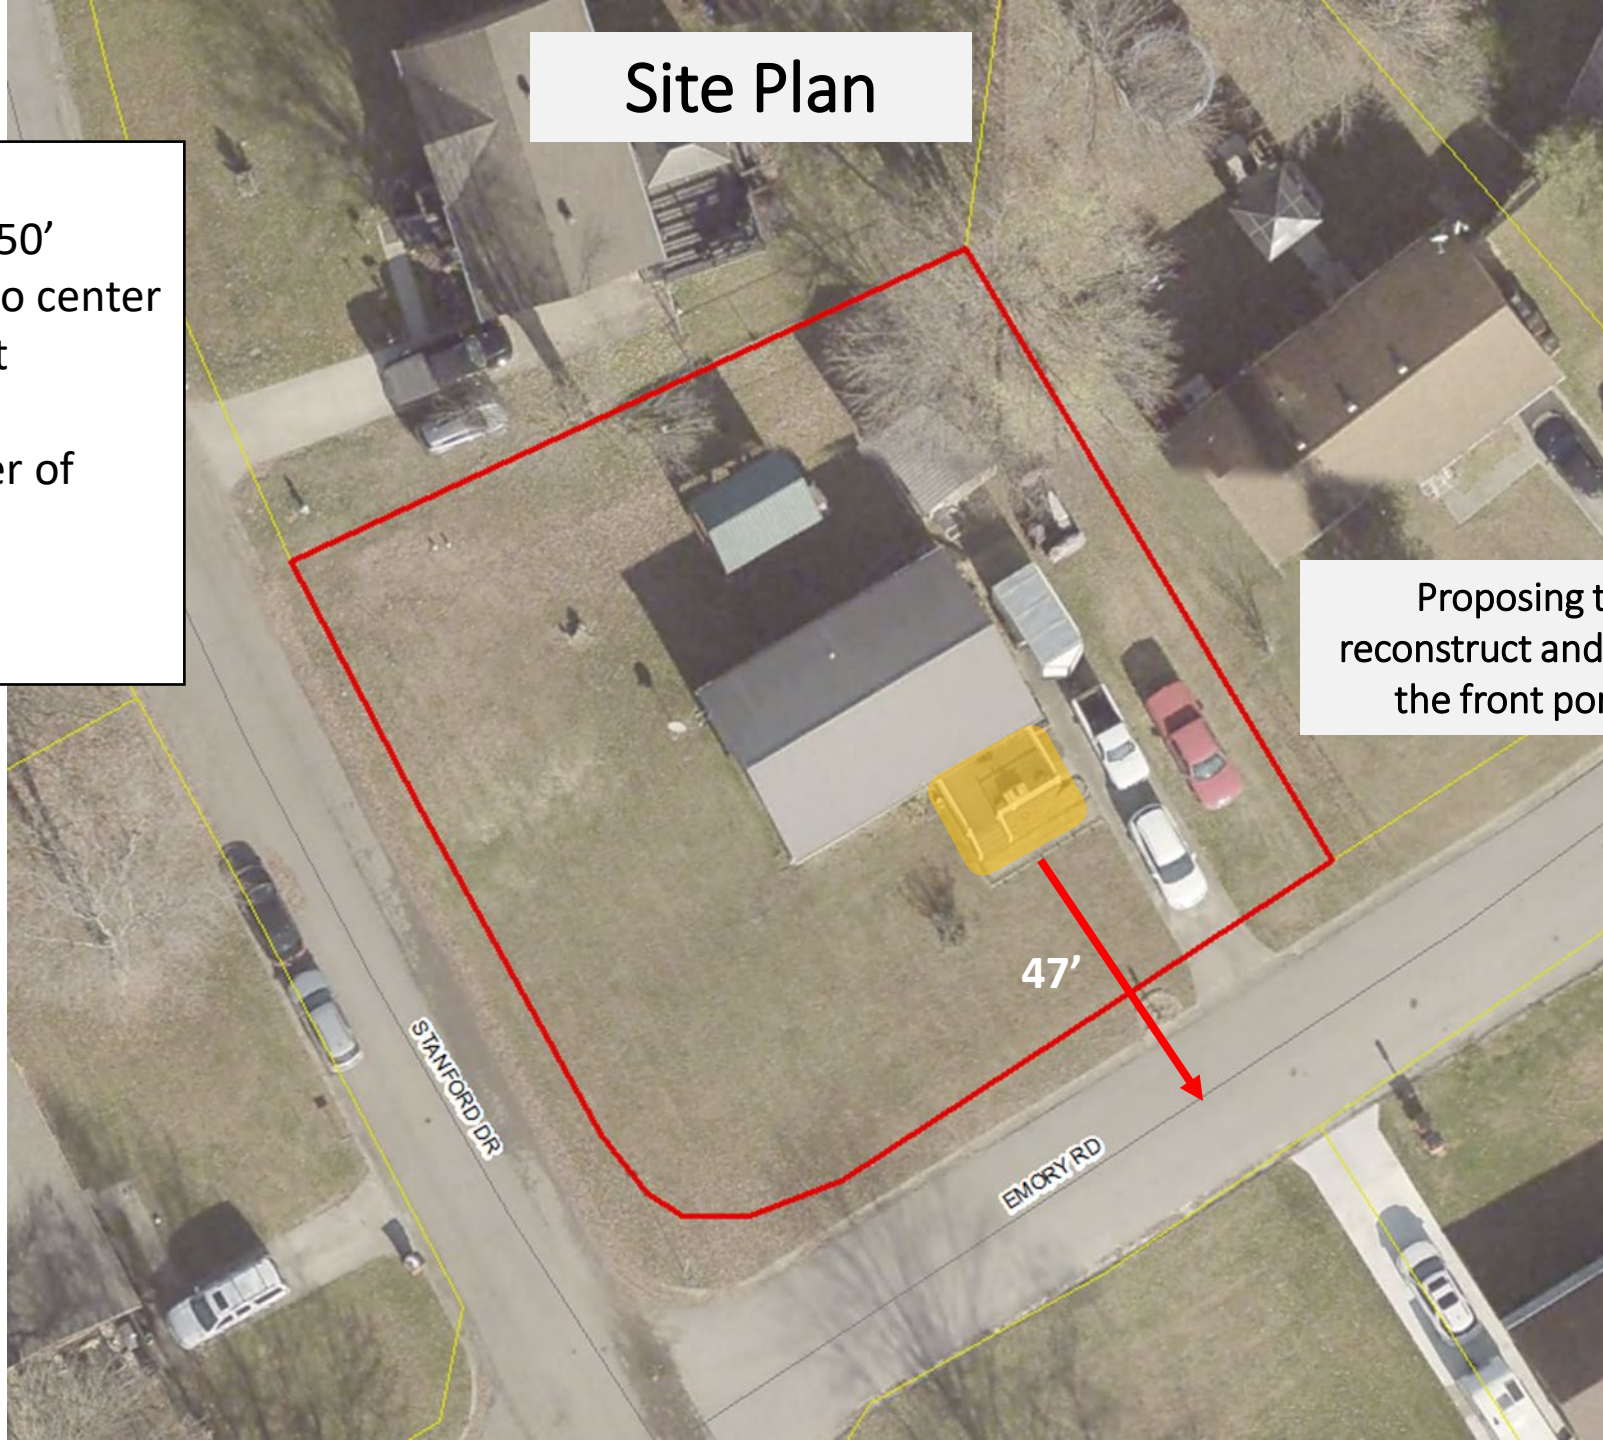 Site Plan
50’
o center
t
er of
Proposing t
reconstruct and
the front por
47’
STANFORD DR
EMORY RD